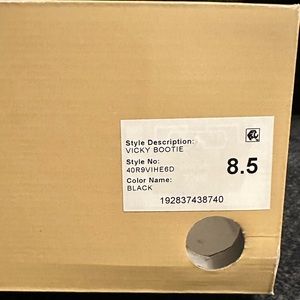 Style Description:
VICKY BOOTIE
Style No:
40R9VIHE6D
8.5
Color Name:
BLACK
192837438740